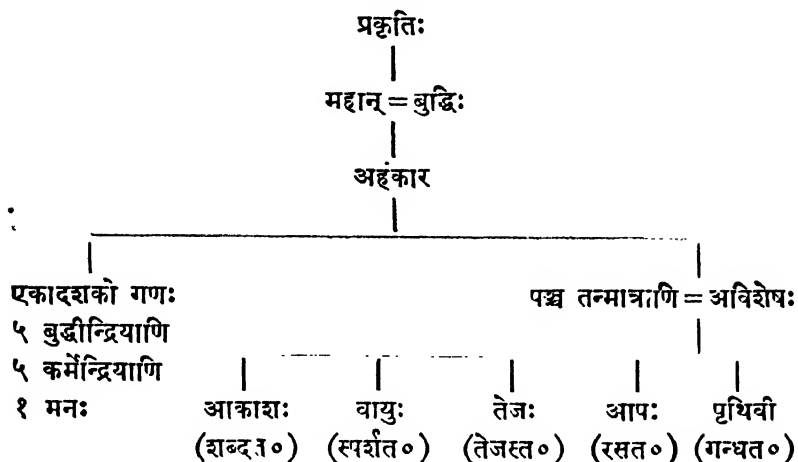 प्रकृतिः
महान् = बुद्धिः
अहंकार
एकादशको गणः पञ्च तन्मात्राणि = अविशेषः
५ बुद्धीन्द्रियाणि
५ कर्मेन्द्रियाणि
१ मनः आकाशः वायुः तेजः आपः पृथिवी
(शब्दत०) (स्पर्शत०) (तेजस्त०) (रसत०) (गन्धत०)